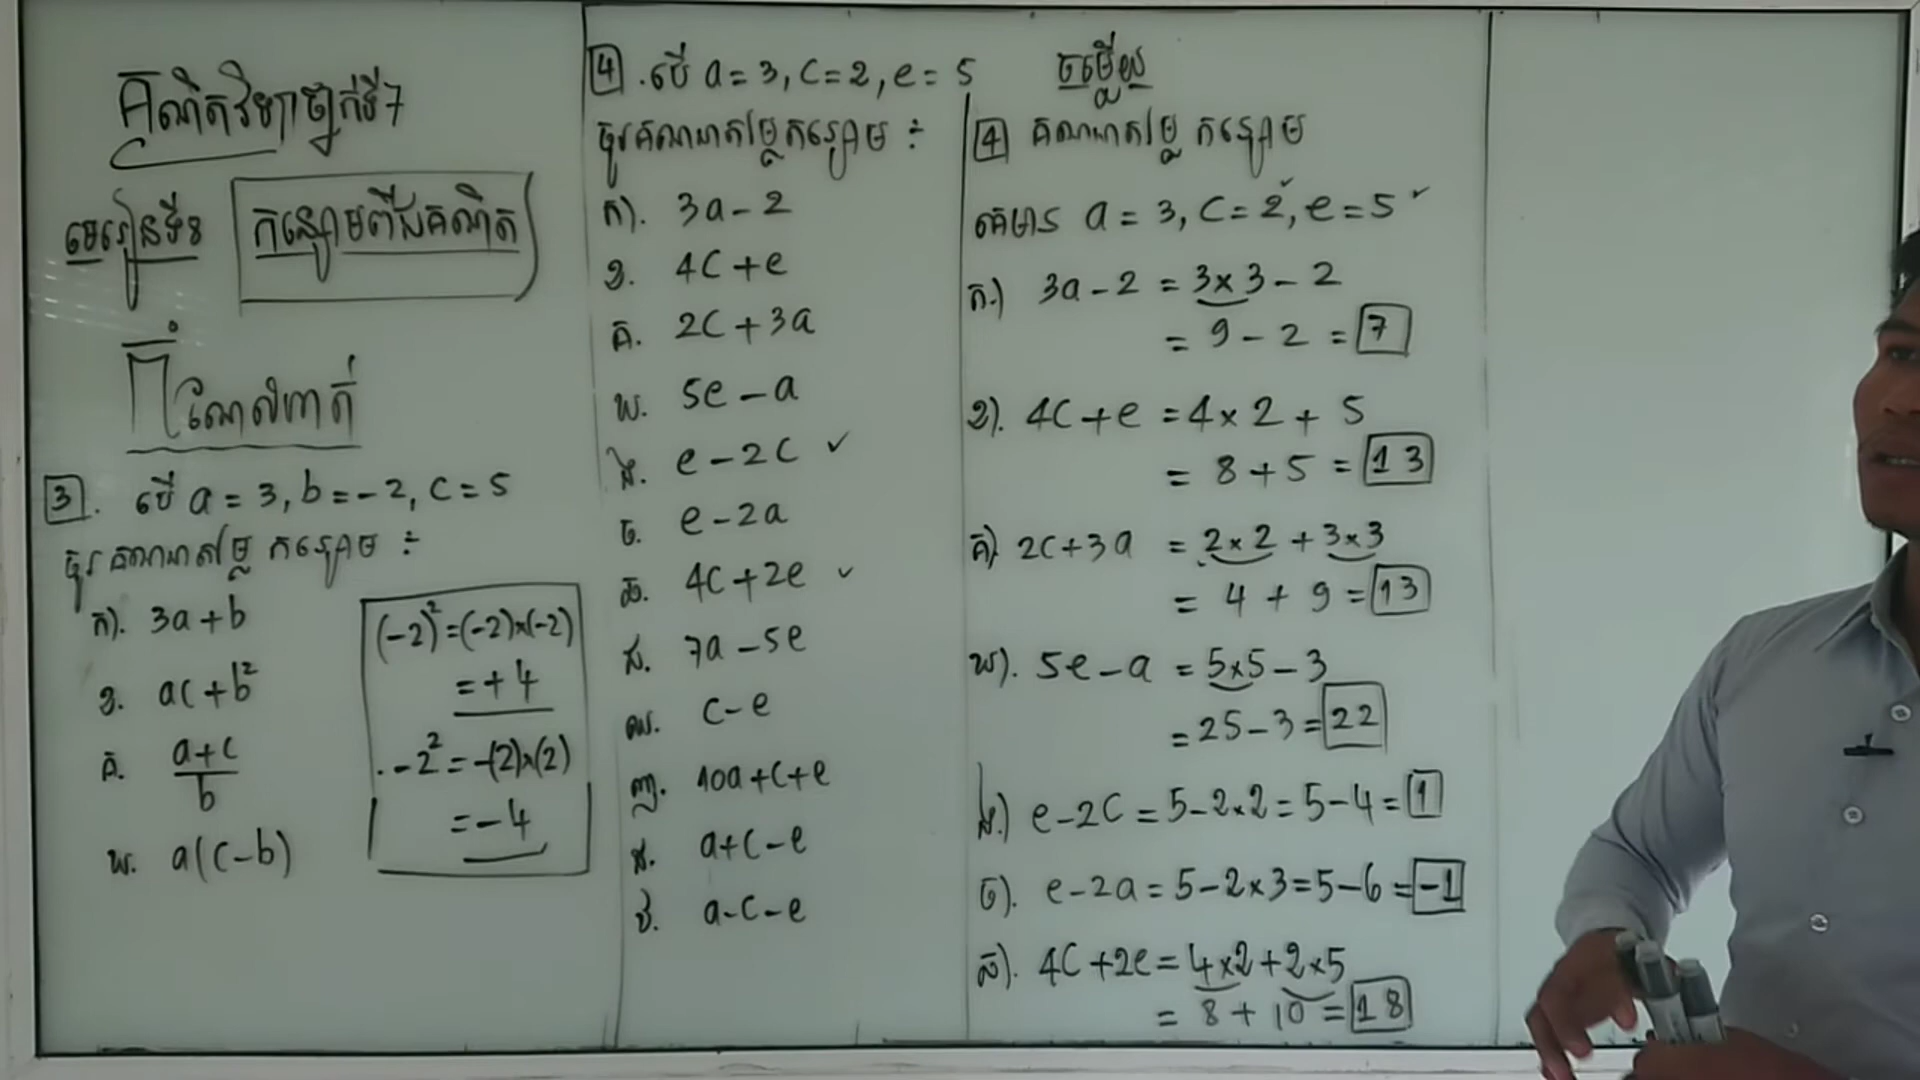 គណិតវិទ្យាថ្នាក់ទី7
មេរៀនទី8 កន្សោមពីជគណិត
លំហាត់
3. បើ a = 3, b = -2, c = 5
ចូរគណនាតម្លៃកន្សោម ÷
ក). 3a + b
ខ. ac + b²
គ. \frac{a+c}{b}
ឃ. a(c-b)
(-2)² = (-2)×(-2)
= + 4
. -2² = -(2)×(2)
= - 4
4. បើ a = 3, c = 2, e = 5
ចូរគណនាតម្លៃកន្សោម ÷
ក). 3a - 2
ខ. 4c + e
គ. 2c + 3a
ឃ. 5e - a
ង. e - 2c ✓
ច. e - 2a
ឆ. 4c + 2e ✓
ជ. 7a - 5e
ឈ. c - e
ញ. 10a + c + e
ដ. a + c - e
ឋ. a - c - e
ចម្លើយ
4 គណនាតម្លៃកន្សោម
គេមាន a = 3, c = 2, e = 5
ក) 3a - 2 = 3 × 3 - 2
= 9 - 2 = 7
ខ). 4c + e = 4 × 2 + 5
= 8 + 5 = 13
គ) 2c + 3a = 2×2 + 3×3
= 4 + 9 = 13
ឃ). 5e - a = 5×5 - 3
= 25 - 3 = 22
ង.) e - 2c = 5 - 2×2 = 5 - 4 = 1
ច). e - 2a = 5 - 2×3 = 5 - 6 = -1
ឆ). 4c + 2e = 4×2 + 2×5
= 8 + 10 = 18